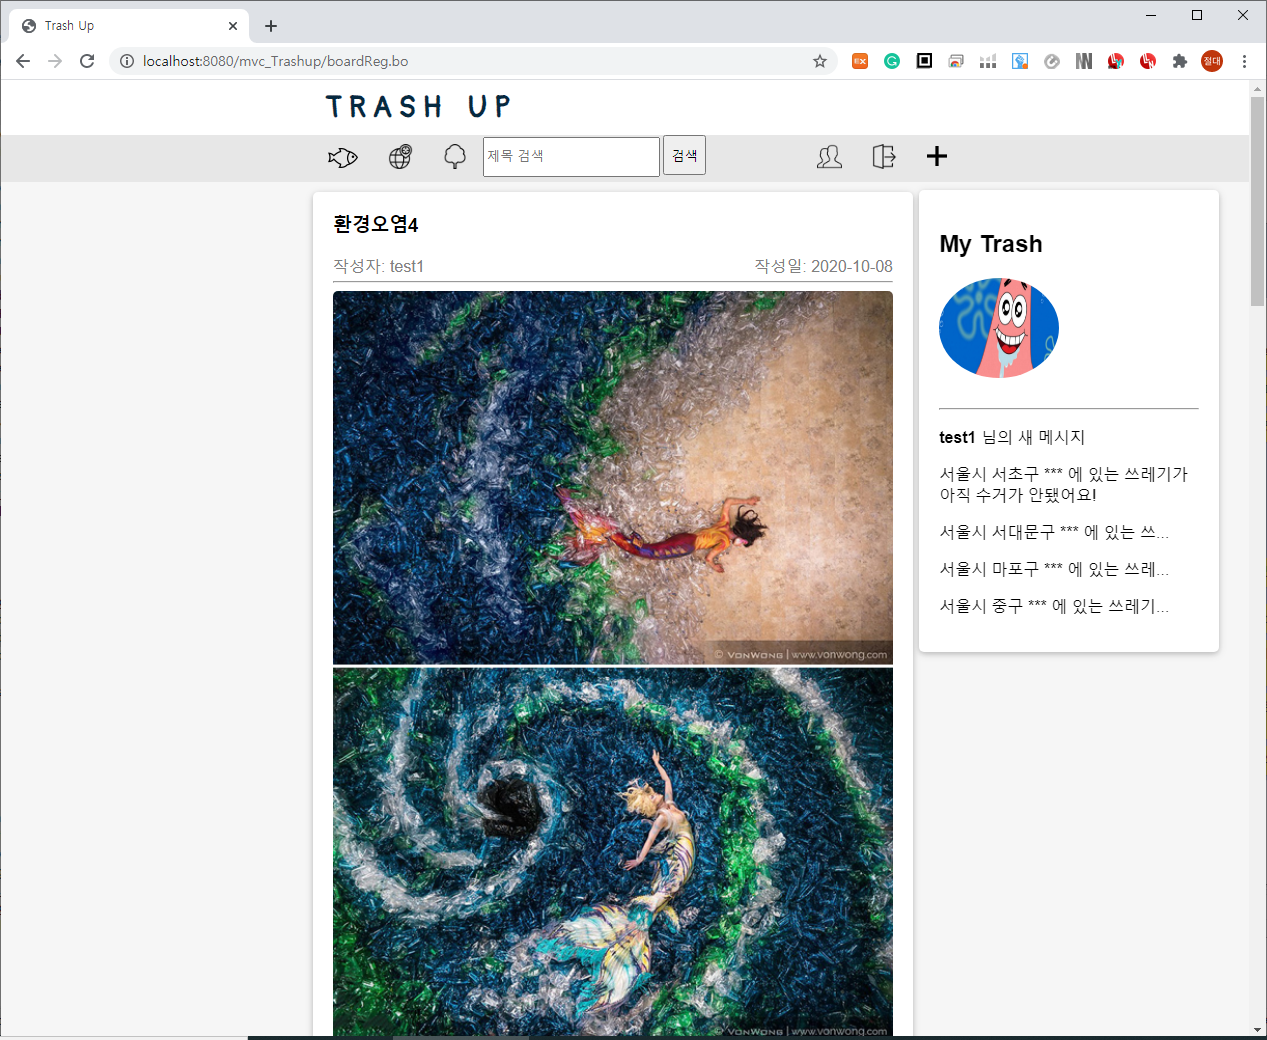 Trash Up
localhost:8080/mvc_Trashup/boardReg.bo
절대
TRASH UP
제목 검색
검색
환경오염4
작성자: test1
작성일: 2020-10-08
© VONWONG | www.vonwong.com
© VONWONG | www.vonwong.com
My Trash
test1 님의 새 메시지
서울시 서초구 *** 에 있는 쓰레기가
아직 수거가 안됐어요!
서울시 서대문구 *** 에 있는 쓰...
서울시 마포구 *** 에 있는 쓰레...
서울시 중구 *** 에 있는 쓰레기...